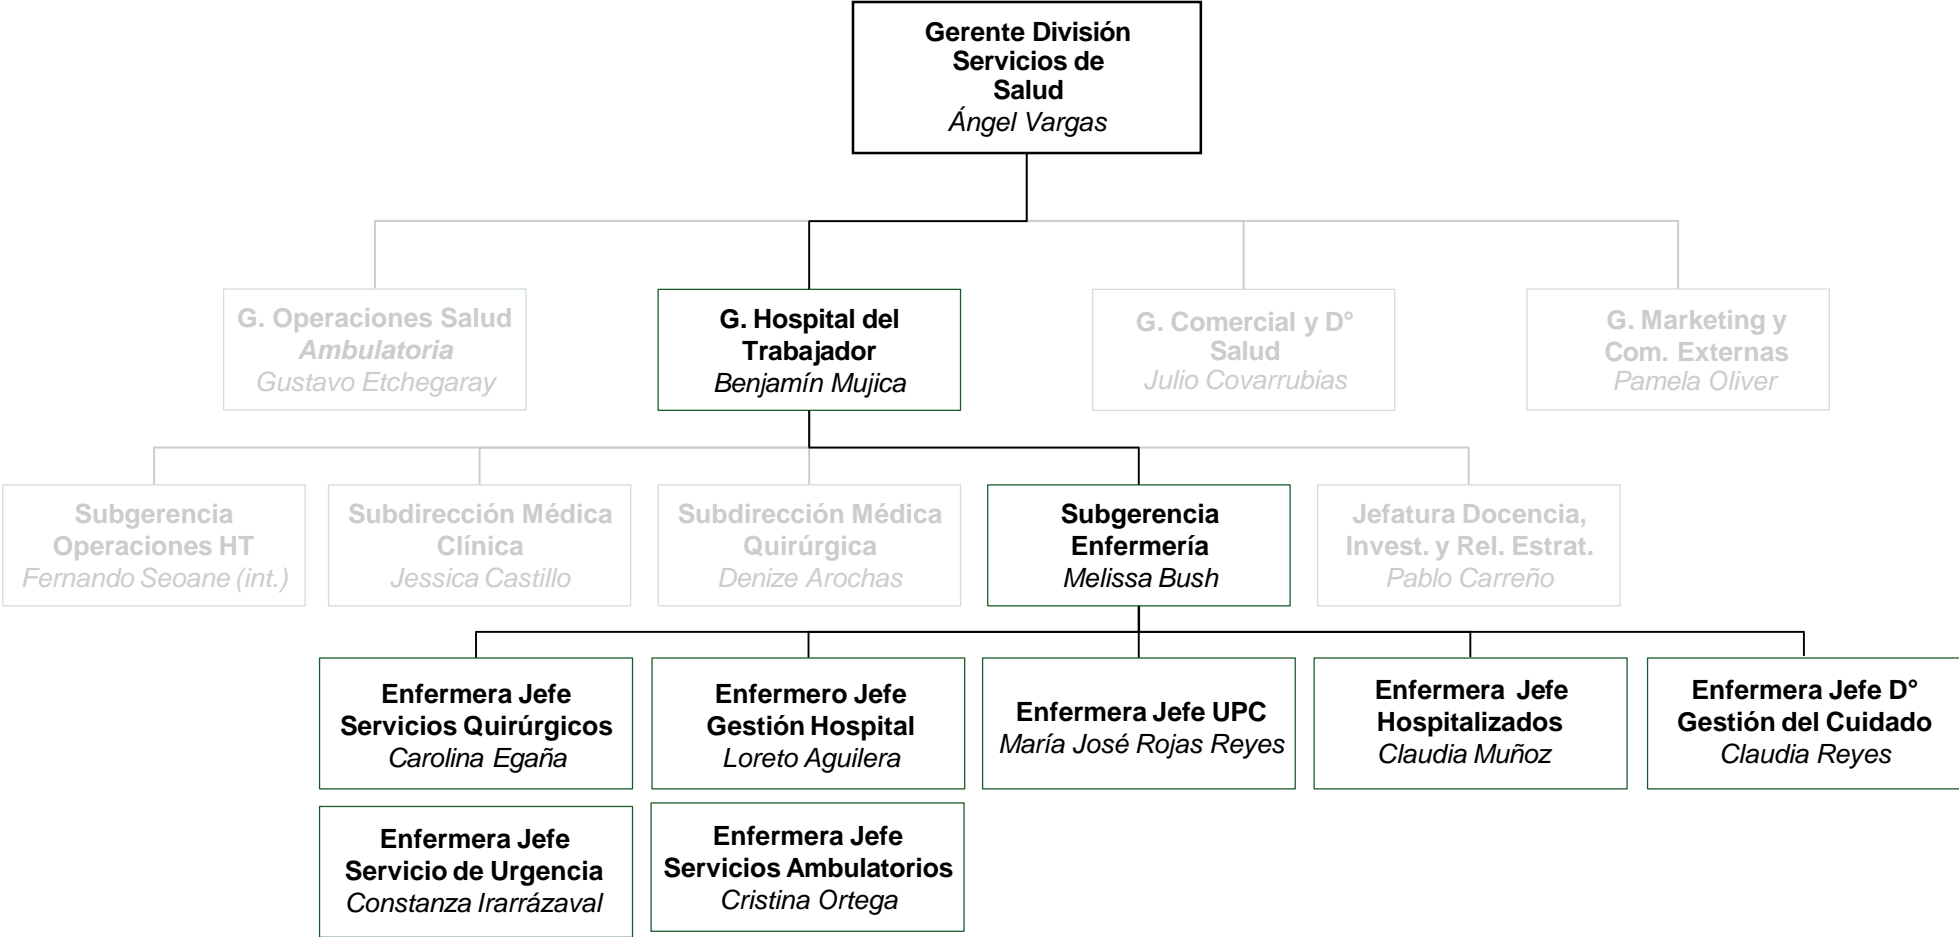 Gerente División
Servicios de
Salud
Ángel Vargas
G. Operaciones Salud
Ambulatoria
Gustavo Etchegaray
G. Hospital del
Trabajador
Benjamín Mujica
G. Comercial y D°
Salud
Julio Covarrubias
G. Marketing y
Com. Externas
Pamela Oliver
Subgerencia
Operaciones HT
Fernando Seoane (int.)
Subdirección Médica
Clínica
Jessica Castillo
Subdirección Médica
Quirúrgica
Denize Arochas
Subgerencia
Enfermería
Melissa Bush
Jefatura Docencia,
Invest. y Rel. Estrat.
Pablo Carreño
Enfermera Jefe
Servicios Quirúrgicos
Carolina Egaña
Enfermero Jefe
Gestión Hospital
Loreto Aguilera
Enfermera Jefe UPC
María José Rojas Reyes
Enfermera Jefe
Hospitalizados
Claudia Muñoz
Enfermera Jefe D°
Gestión del Cuidado
Claudia Reyes
Enfermera Jefe
Servicio de Urgencia
Constanza Irarrázaval
Enfermera Jefe
Servicios Ambulatorios
Cristina Ortega